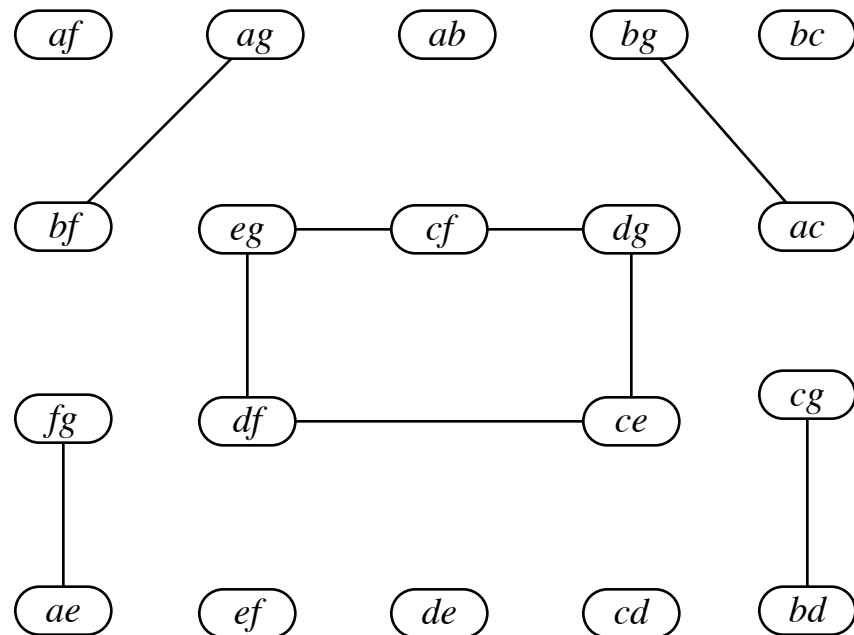 af ag ab bg bc
bf eg cf dg ac
fg df ce cg
ae ef de cd bd